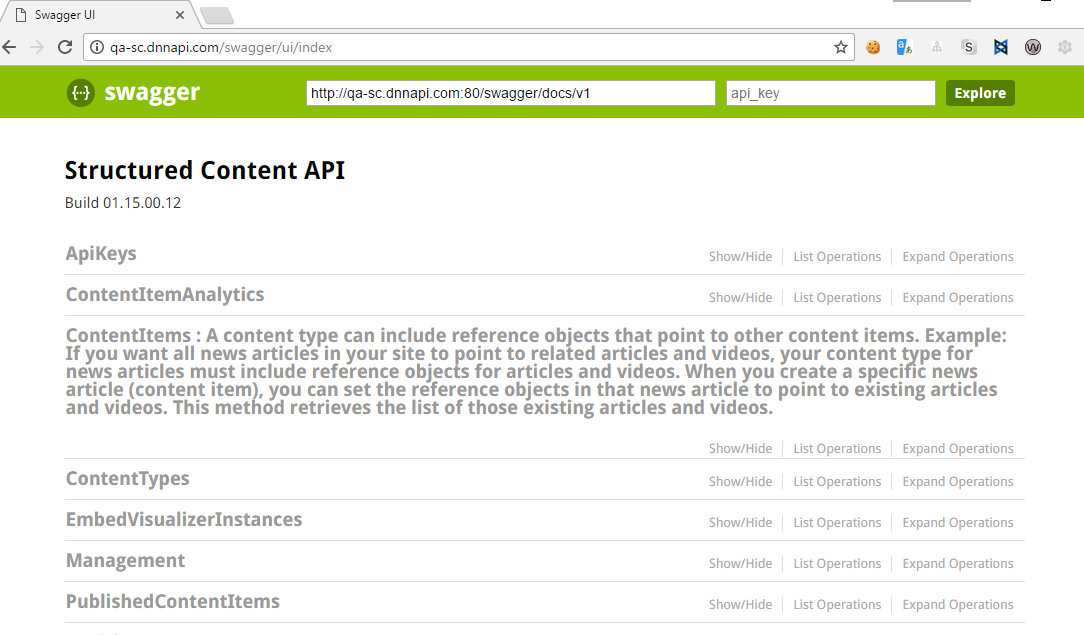 Swagger UI
qa-sc.dnnapi.com/swagger/ui/index
swagger http://qa-sc.dnnapi.com:80/swagger/docs/v1 api_key Explore
Structured Content API
Build 01.15.00.12
ApiKeys Show/Hide List Operations Expand Operations
ContentItemAnalytics Show/Hide List Operations Expand Operations
ContentItems : A content type can include reference objects that point to other content items. Example:
If you want all news articles in your site to point to related articles and videos, your content type for
news articles must include reference objects for articles and videos. When you create a specific news
article (content item), you can set the reference objects in that news article to point to existing articles
and videos. This method retrieves the list of those existing articles and videos.
Show/Hide List Operations Expand Operations
ContentTypes Show/Hide List Operations Expand Operations
EmbedVisualizerInstances Show/Hide List Operations Expand Operations
Management Show/Hide List Operations Expand Operations
PublishedContentItems Show/Hide List Operations Expand Operations